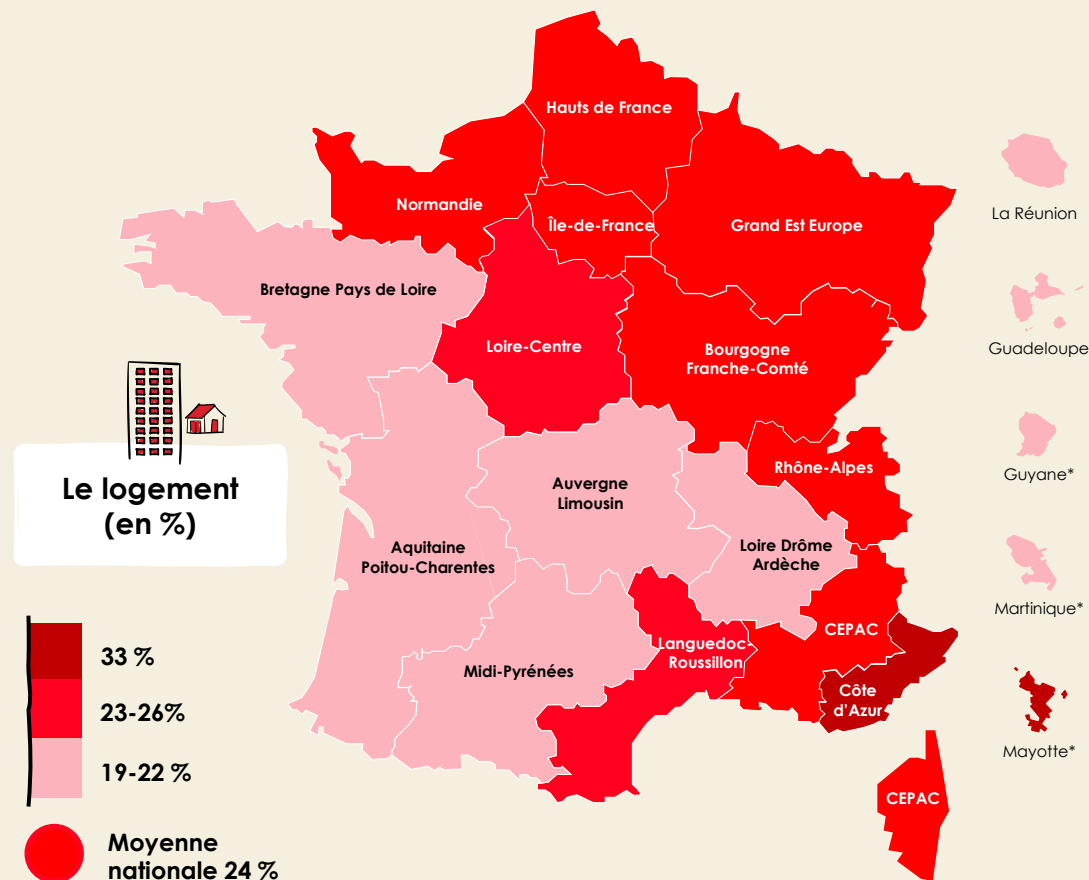 Hauts de France
Normandie
Île-de-France
Grand Est Europe
La Réunion
Bretagne Pays de Loire
Loire-Centre
Bourgogne
Franche-Comté
Guadeloupe
Le logement
(en %)
Auvergne
Limousin
Rhône-Alpes
Guyane*
Aquitaine
Poitou-Charentes
Loire Drôme
Ardèche
Martinique*
CEPAC
Languedoc-
Roussillon
Midi-Pyrénées
Côte
d'Azur
Mayotte*
CEPAC
33 %
23-26%
19-22 %
Moyenne
nationale 24 %